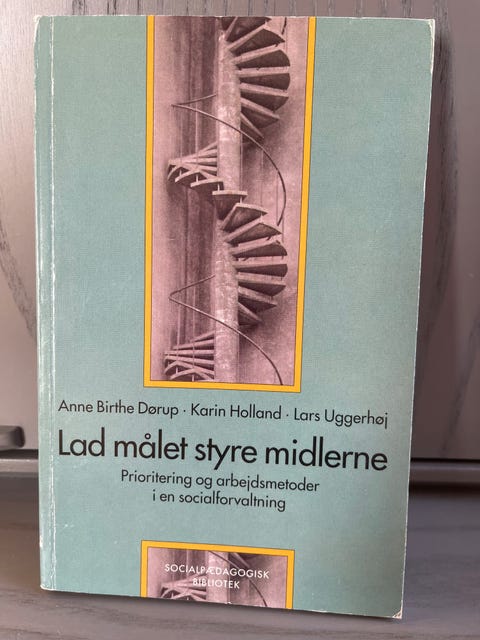 Anne Birthe Dørup · Karin Holland · Lars Uggerhøj
Lad målet styre midlerne
Prioritering og arbejdsmetoder
i en socialforvaltning
SOCIALPÆDAGOGISK
BIBLIOTEK